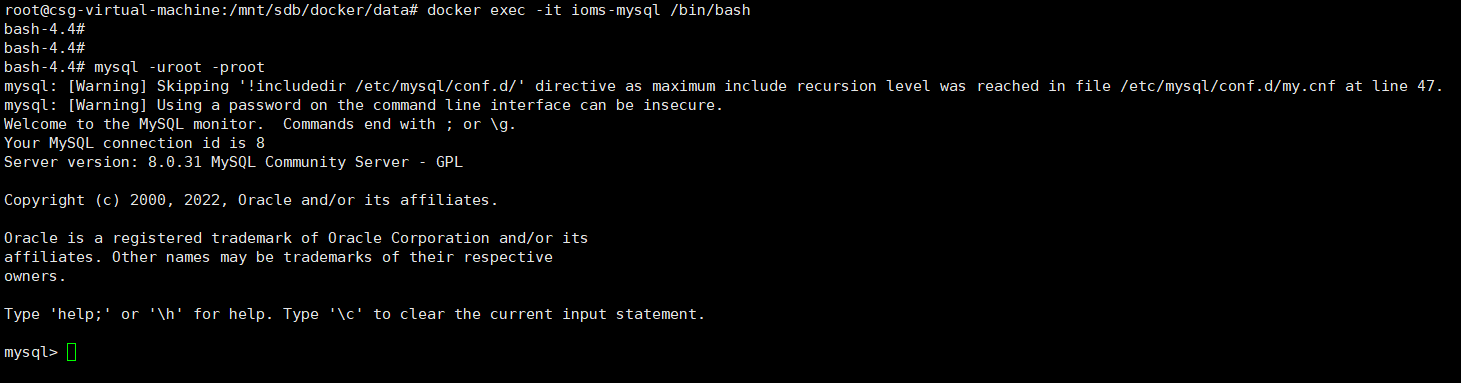 root@csg-virtual-machine:/mnt/sdb/docker/data# docker exec -it ioms-mysql /bin/bash
bash-4.4#
bash-4.4#
bash-4.4# mysql -uroot -proot
mysql: [Warning] Skipping '!includedir /etc/mysql/conf.d/' directive as maximum include recursion level was reached in file /etc/mysql/conf.d/my.cnf at line 47.
mysql: [Warning] Using a password on the command line interface can be insecure.
Welcome to the MySQL monitor.  Commands end with ; or \g.
Your MySQL connection id is 8
Server version: 8.0.31 MySQL Community Server - GPL

Copyright (c) 2000, 2022, Oracle and/or its affiliates.

Oracle is a registered trademark of Oracle Corporation and/or its
affiliates. Other names may be trademarks of their respective
owners.

Type 'help;' or '\h' for help. Type '\c' to clear the current input statement.

mysql>